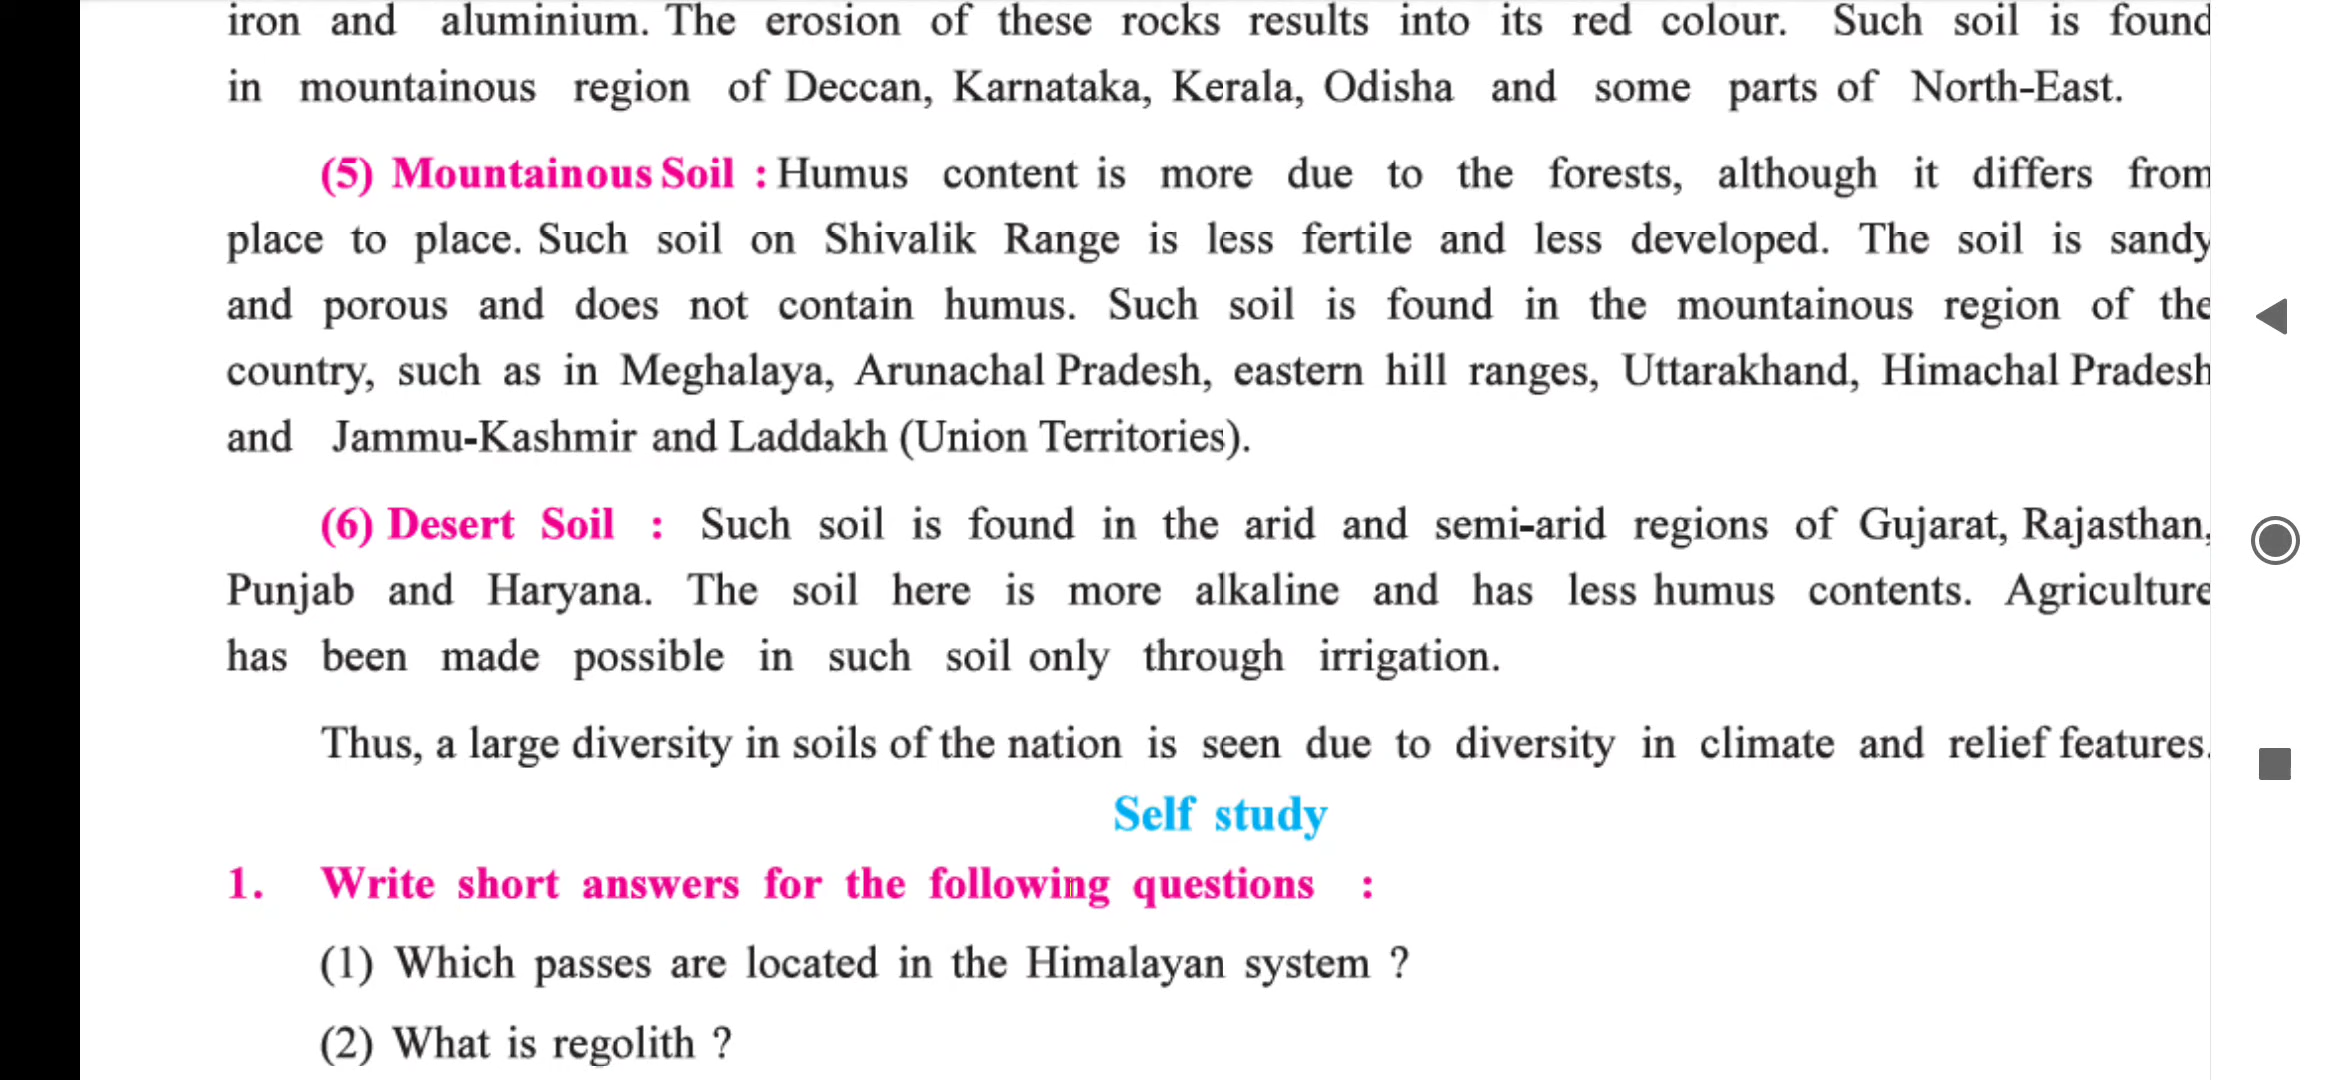 iron and aluminium. The erosion of these rocks results into its red colour. Such soil is found
in mountainous region of Deccan, Karnataka, Kerala, Odisha and some parts of North-East.
(5) Mountainous Soil : Humus content is more due to the forests, although it differs from
place to place. Such soil on Shivalik Range is less fertile and less developed. The soil is sandy
and porous and does not contain humus. Such soil is found in the mountainous region of the
country, such as in Meghalaya, Arunachal Pradesh, eastern hill ranges, Uttarakhand, Himachal Pradesh
and Jammu-Kashmir and Laddakh (Union Territories).
(6) Desert Soil : Such soil is found in the arid and semi-arid regions of Gujarat, Rajasthan,
Punjab and Haryana. The soil here is more alkaline and has less humus contents. Agriculture
has been made possible in such soil only through irrigation.
Thus, a large diversity in soils of the nation is seen due to diversity in climate and relief features.
Self study
1. Write short answers for the following questions :
(1) Which passes are located in the Himalayan system ?
(2) What is regolith ?